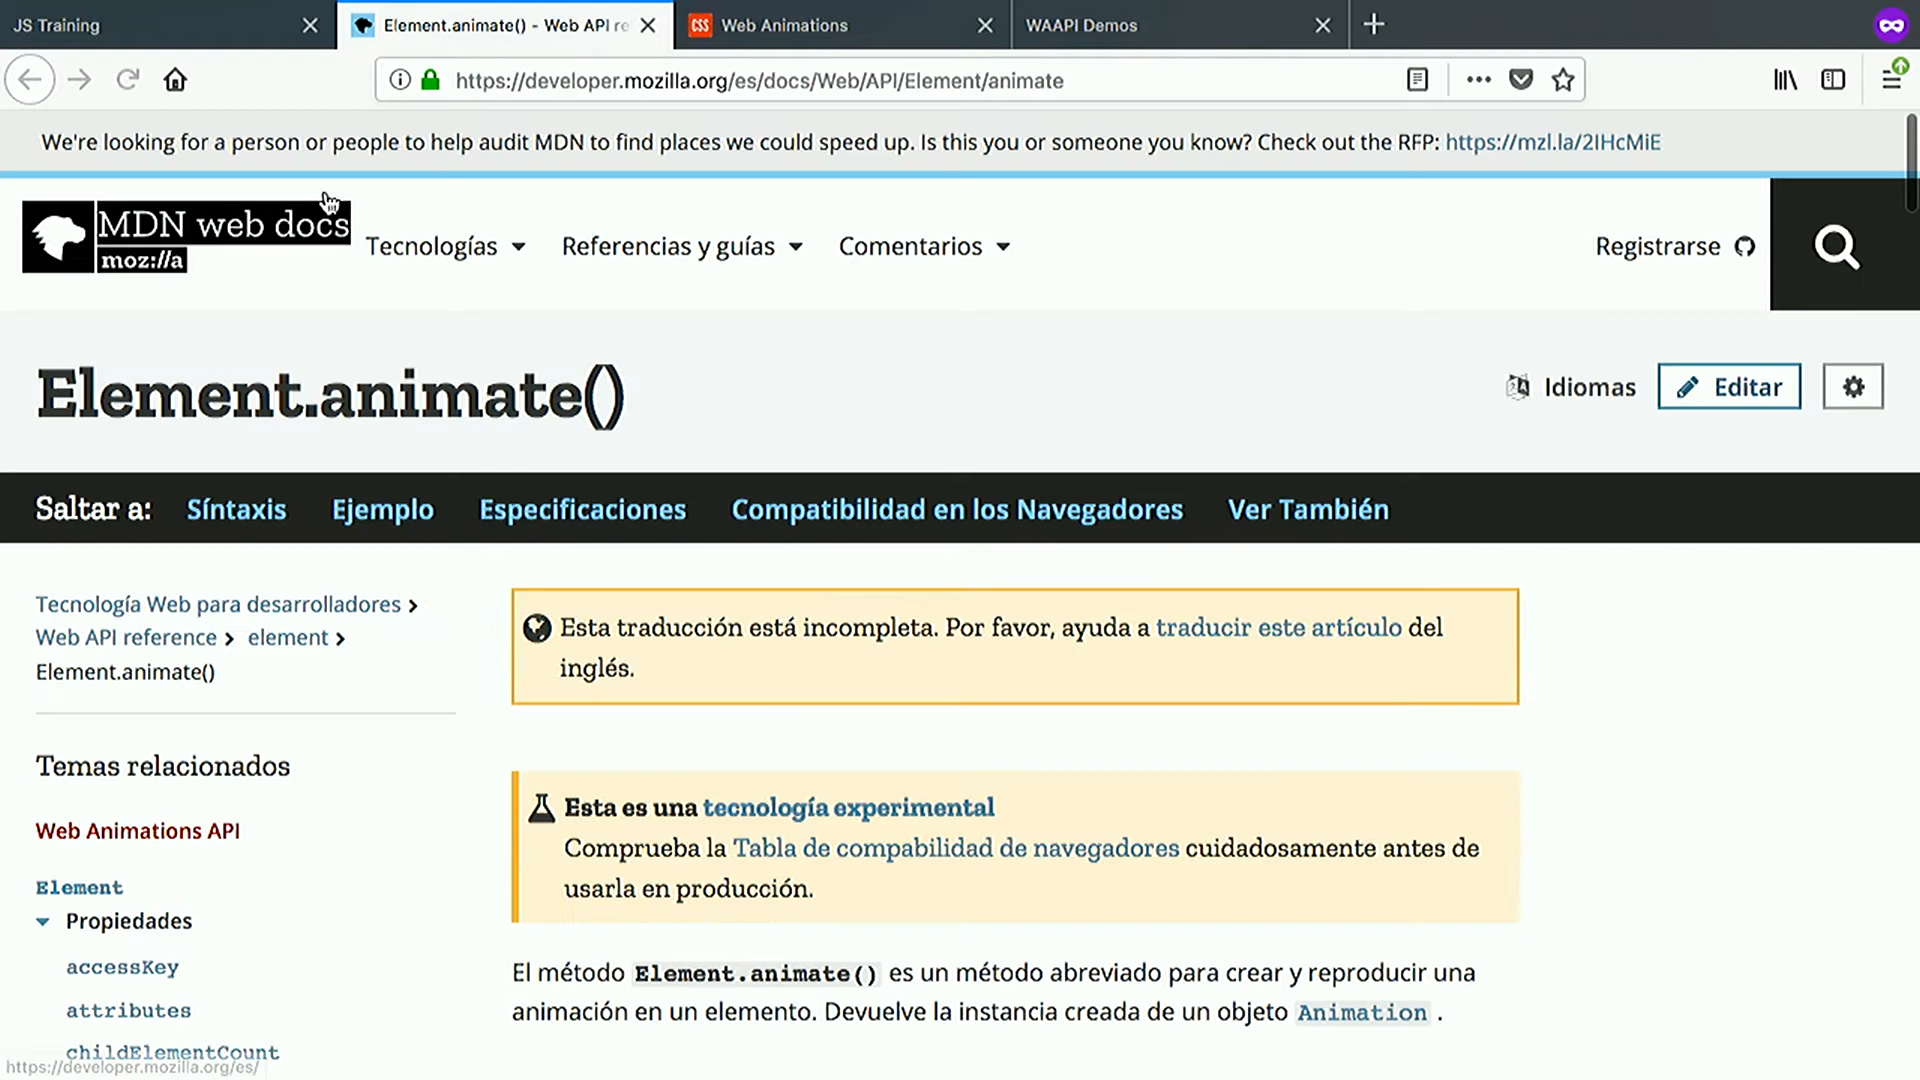 JS Training
Element.animate() - Web API re
Web Animations
WAAPI Demos
https://developer.mozilla.org/es/docs/Web/API/Element/animate
We're looking for a person or people to help audit MDN to find places we could speed up. Is this you or someone you know? Check out the RFP: https://mzl.la/2IHcMiE
MDN web docs
moz://a
Tecnologías
Referencias y guías
Comentarios
Registrarse
Element.animate()
Idiomas
Editar
Saltar a:
Síntaxis
Ejemplo
Especificaciones
Compatibilidad en los Navegadores
Ver También
Tecnología Web para desarrolladores
Web API reference
element
Element.animate()
Temas relacionados
Web Animations API
Element
Propiedades
accessKey
attributes
childElementCount
Esta traducción está incompleta. Por favor, ayuda a traducir este artículo del
inglés.
Esta es una tecnología experimental
Comprueba la Tabla de compabilidad de navegadores cuidadosamente antes de
usarla en producción.
El método Element.animate() es un método abreviado para crear y reproducir una
animación en un elemento. Devuelve la instancia creada de un objeto Animation .
https://developer.mozilla.org/es/